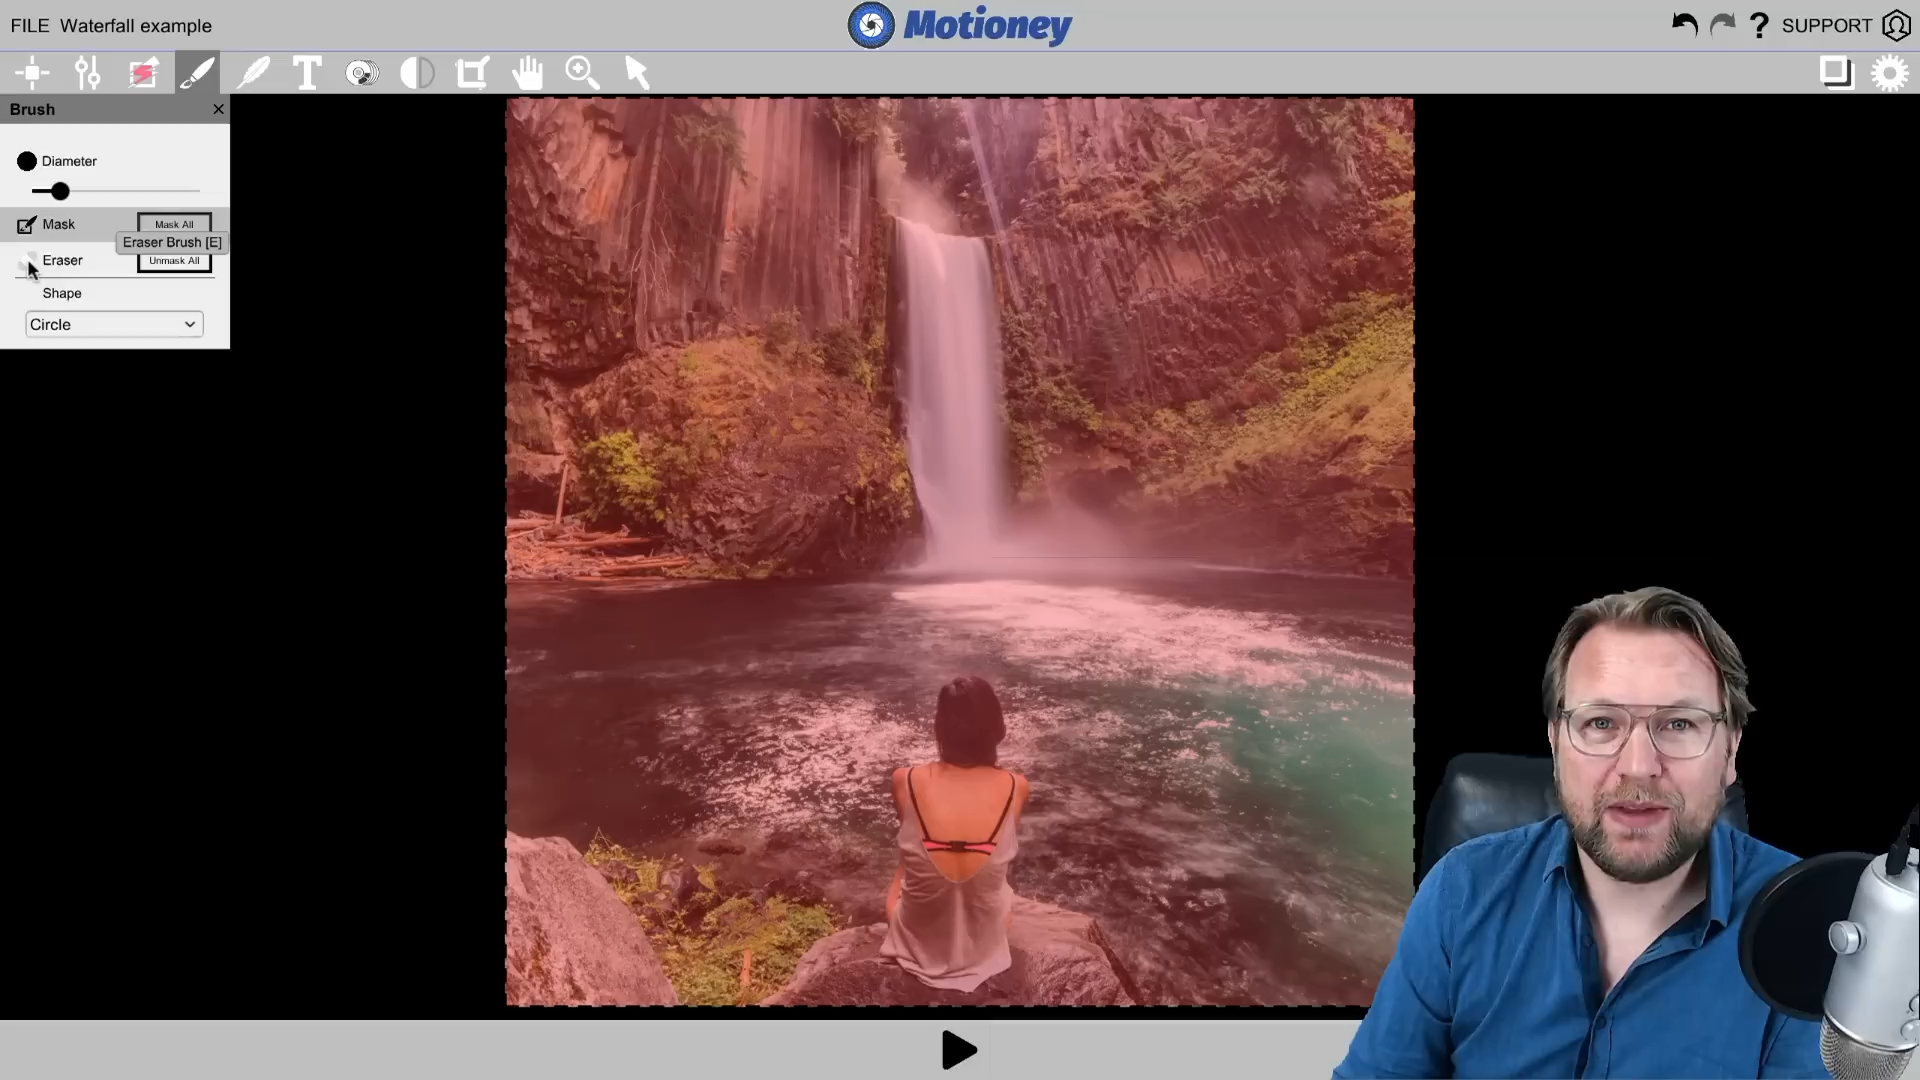 FILE Waterfall example
Motioney
SUPPORT
T
Brush
Diameter
Mask
Mask All
Eraser Brush [E]
Eraser
Unmask All
Shape
Circle